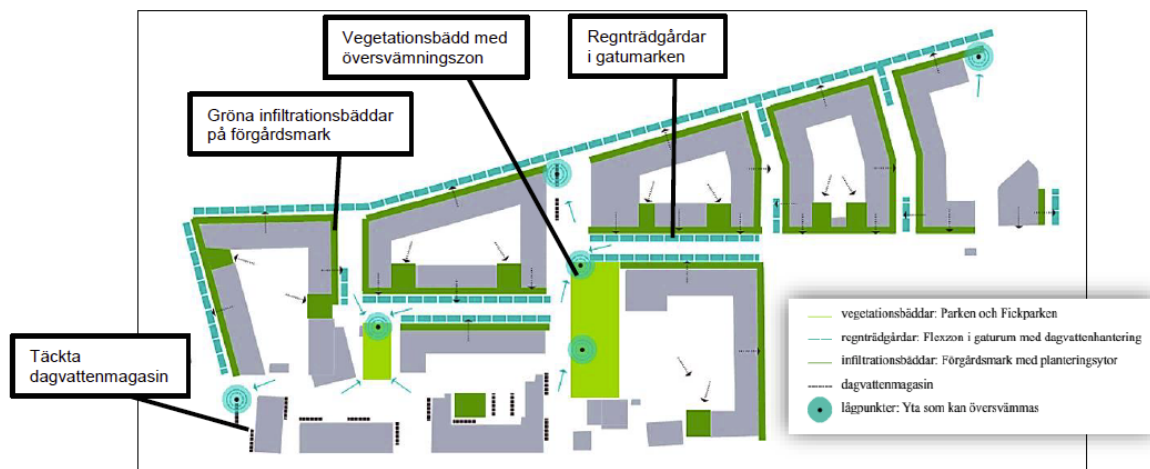 Vegetationsbädd med
översvämningszon
Regnträdgårdar
i gatumarken
Gröna infiltrationsbäddar
på förgårdsmark
Täckta
dagvattenmagasin
vegetationsbäddar: Parken och Fickparken
regnträdgårdar: Flexzon i gaturum med dagvattenhantering
infiltrationsbäddar: Förgårdsmark med planteringsytor
dagvattenmagasin
lågpunkter: Yta som kan översvämmas